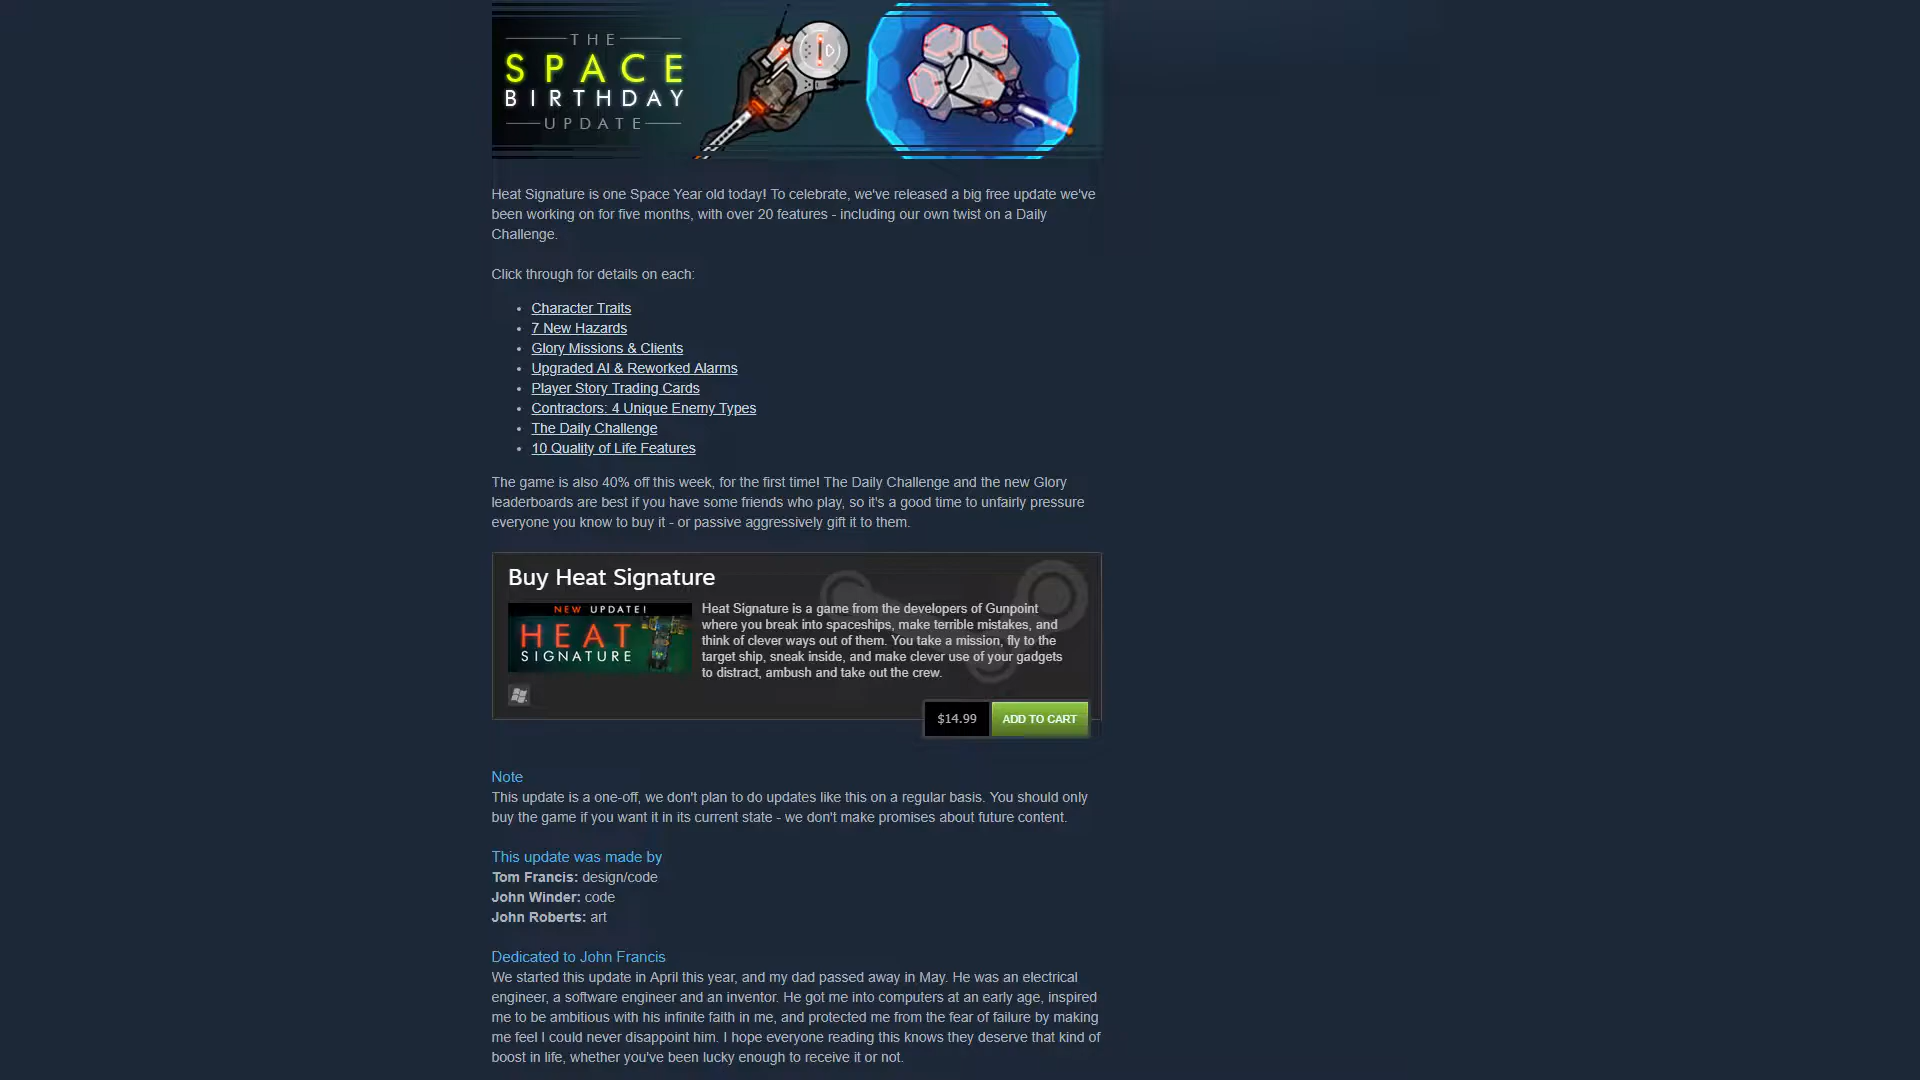 THE
SPACE
BIRTHDAY
UPDATE
Heat Signature is one Space Year old today! To celebrate, we've released a big free update we've
been working on for five months, with over 20 features - including our own twist on a Daily
Challenge.
Click through for details on each:
• Character Traits
• 7 New Hazards
• Glory Missions & Clients
• Upgraded AI & Reworked Alarms
• Player Story Trading Cards
• Contractors: 4 Unique Enemy Types
• The Daily Challenge
• 10 Quality of Life Features
The game is also 40% off this week, for the first time! The Daily Challenge and the new Glory
leaderboards are best if you have some friends who play, so it's a good time to unfairly pressure
everyone you know to buy it - or passive aggressively gift it to them.
Buy Heat Signature
NEW UPDATE!
HEAT
SIGNATURE
Heat Signature is a game from the developers of Gunpoint
where you break into spaceships, make terrible mistakes, and
think of clever ways out of them. You take a mission, fly to the
target ship, sneak inside, and make clever use of your gadgets
to distract, ambush and take out the crew.
$14.99 ADD TO CART
Note
This update is a one-off, we don't plan to do updates like this on a regular basis. You should only
buy the game if you want it in its current state - we don't make promises about future content.
This update was made by
Tom Francis: design/code
John Winder: code
John Roberts: art
Dedicated to John Francis
We started this update in April this year, and my dad passed away in May. He was an electrical
engineer, a software engineer and an inventor. He got me into computers at an early age, inspired
me to be ambitious with his infinite faith in me, and protected me from the fear of failure by making
me feel I could never disappoint him. I hope everyone reading this knows they deserve that kind of
boost in life, whether you've been lucky enough to receive it or not.